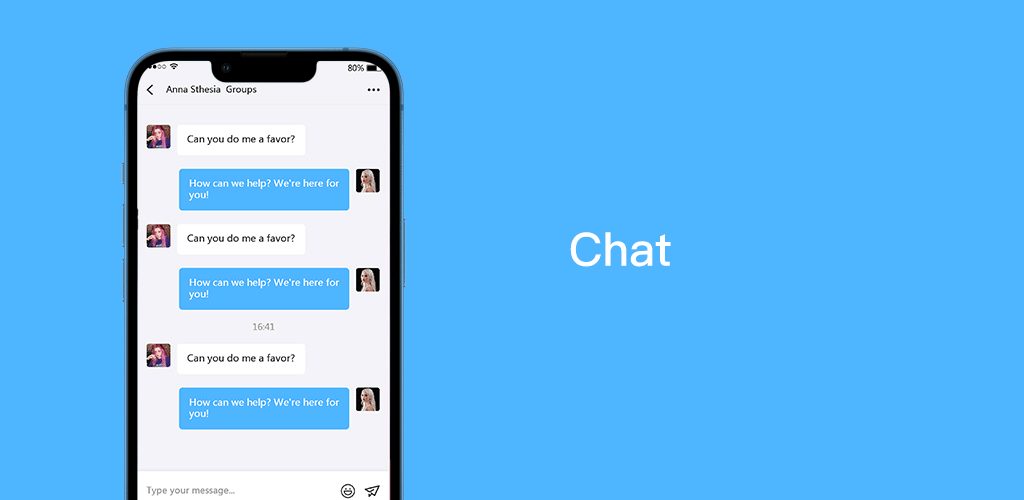 80%
Anna Sthesia Groups
Can you do me a favor?
How can we help? We're here for
you!
Can you do me a favor?
How can we help? We're here for
you!
16:41
Can you do me a favor?
How can we help? We're here for
you!
Type your message...
Chat